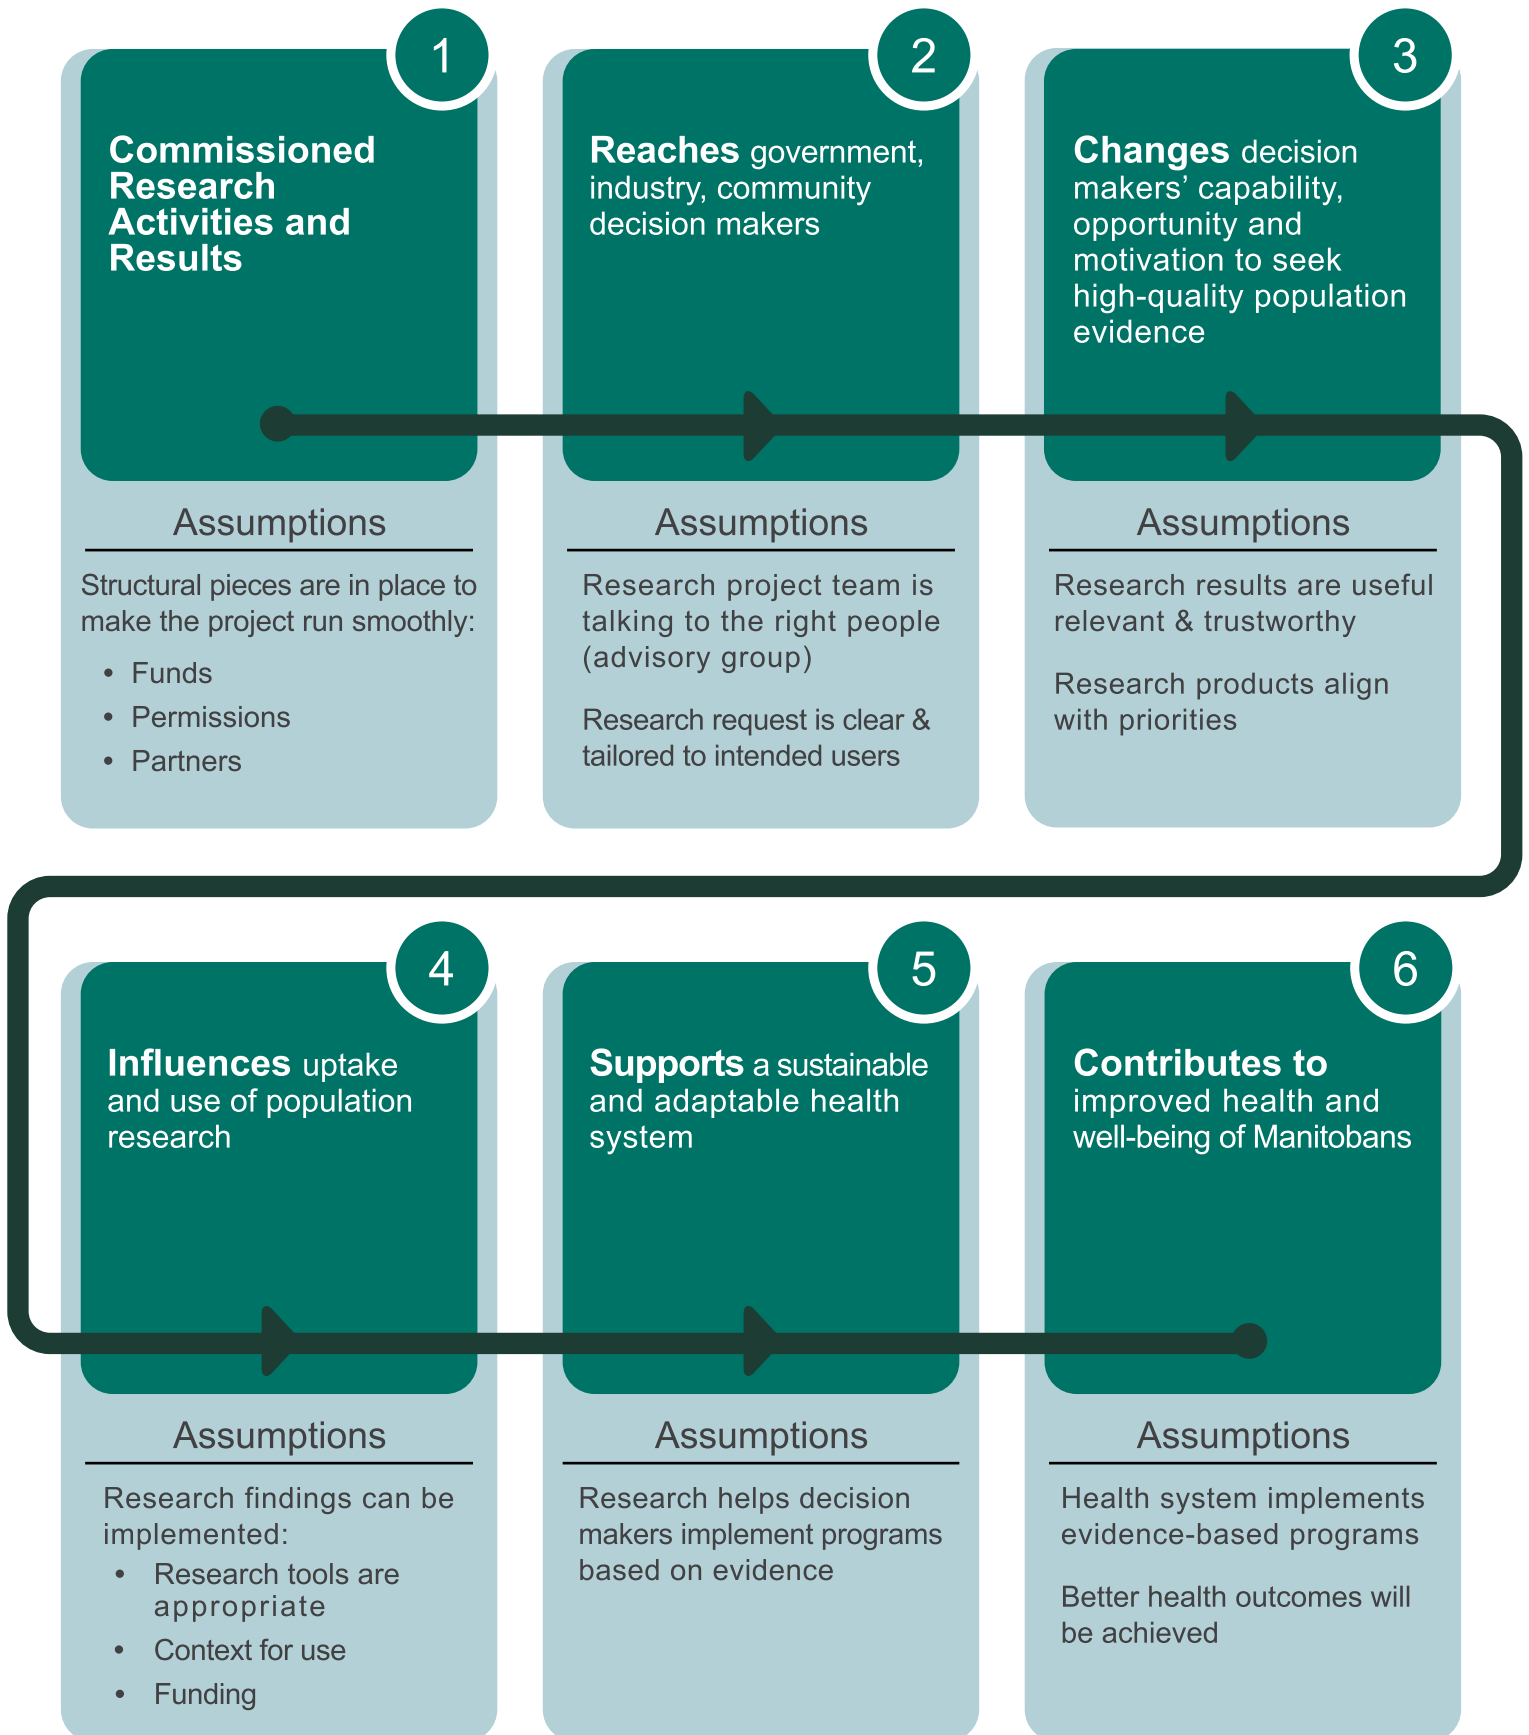 1
Commissioned
Research
Activities and
Results
Assumptions
Structural pieces are in place to
make the project run smoothly:
• Funds
• Permissions
• Partners
2
Reaches government,
industry, community
decision makers
Assumptions
Research project team is
talking to the right people
(advisory group)
Research request is clear &
tailored to intended users
3
Changes decision
makers’ capability,
opportunity and
motivation to seek
high-quality population
evidence
Assumptions
Research results are useful
relevant & trustworthy
Research products align
with priorities
4
Influences uptake
and use of population
research
Assumptions
Research findings can be
implemented:
• Research tools are
appropriate
• Context for use
• Funding
5
Supports a sustainable
and adaptable health
system
Assumptions
Research helps decision
makers implement programs
based on evidence
6
Contributes to
improved health and
well-being of Manitobans
Assumptions
Health system implements
evidence-based programs
Better health outcomes will
be achieved